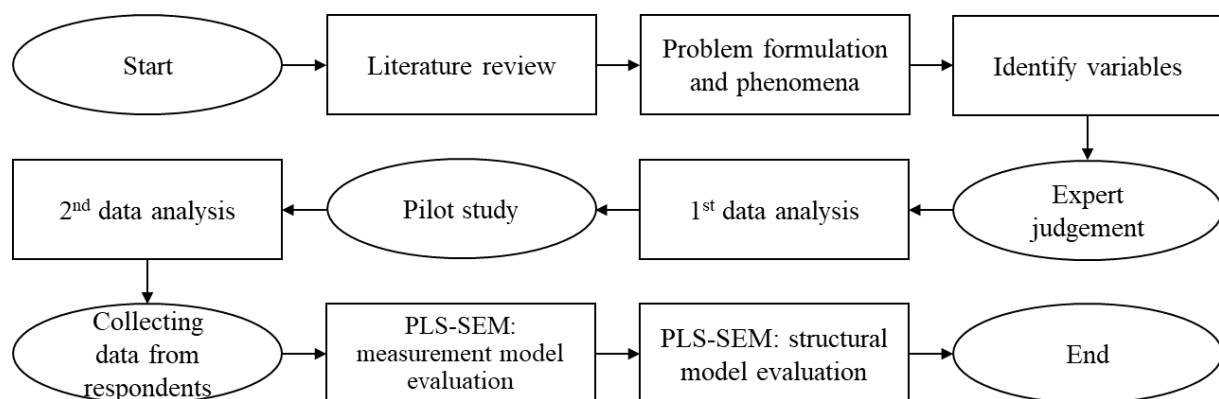 Start
Literature review
Problem formulation
and phenomena
Identify variables
Expert
judgement
1st data analysis
Pilot study
2nd data analysis
Collecting
data from
respondents
PLS-SEM:
measurement model
evaluation
PLS-SEM: structural
model evaluation
End